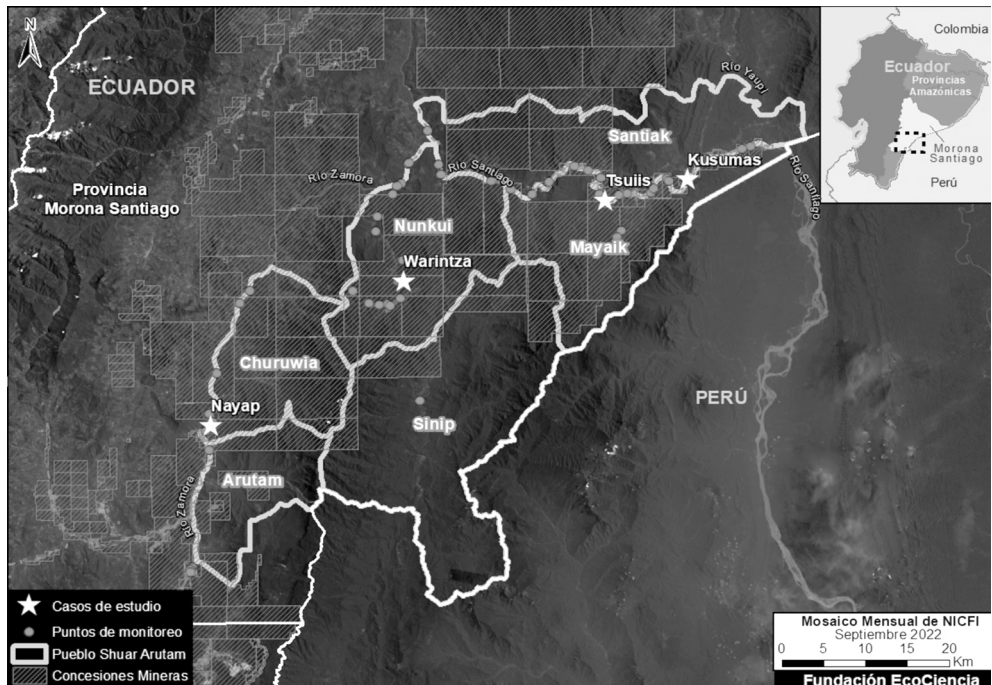 N
ECUADOR
Provincia
Morona Santiago
Colombia
Ecuador
Provincias
Amazónicas
Morona
Santiago
Perú
Río Yaupi
Santiak
Kusumas
Río Zamora
Río Santiago
Tsuiis
Río Santiago
Nunkui
Mayaik
Warintza
Churuwia
PERÚ
Nayap
Sinip
Arutam
Río Zamora
Casos de estudio
Puntos de monitoreo
Pueblo Shuar Arutam
Concesiones Mineras
Mosaico Mensual de NICFI
Septiembre 2022
0 5 10 15 20
Km
Fundación EcoCiencia